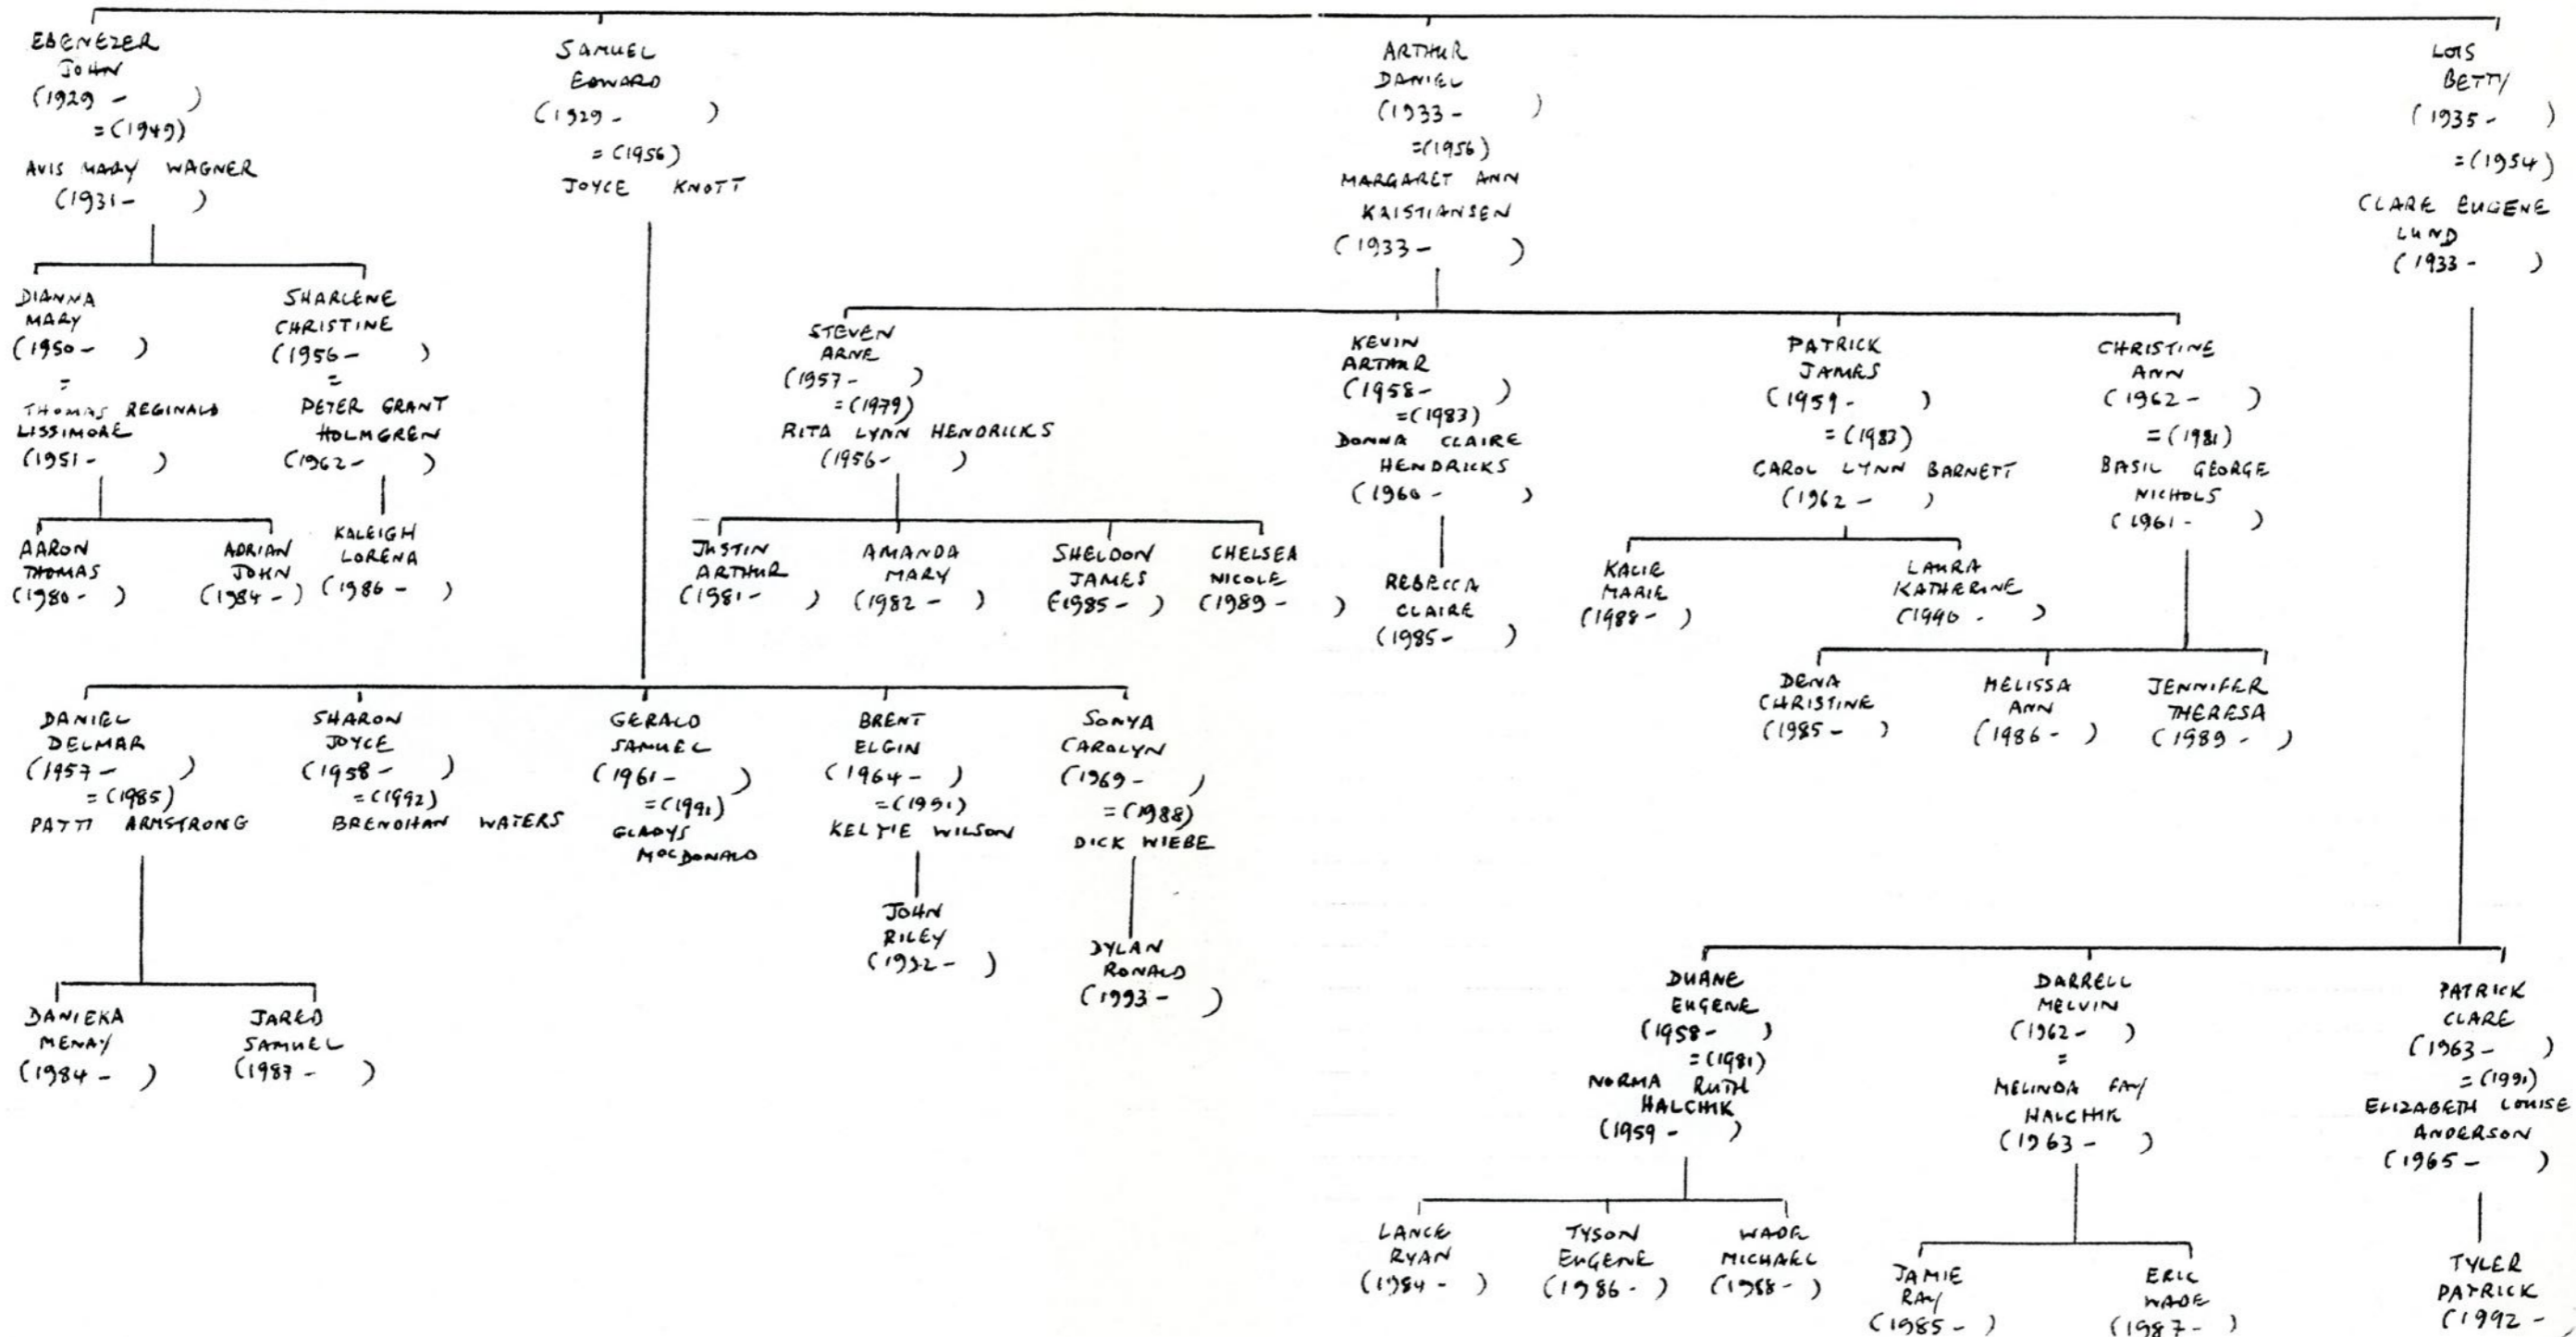 EBENEZER
JOHN
(1929 - )
= (1949)
AVIS MARY WAGNER
(1931 - )
SAMUEL
EDWARD
(1929 - )
= (1956)
JOYCE KNOTT
ARTHUR
DANIEL
(1933 - )
= (1956)
MARGARET ANN
KRISTIANSEN
(1933 - )
LOIS
BETTY
(1935 - )
= (1954)
CLARE EUGENE
LUND
(1933 - )
DIANNA
MARY
(1950 - )
=
THOMAS REGINALD
LISSIMORE
(1951 - )
SHARLENE
CHRISTINE
(1956 - )
=
PETER GRANT
HOLMGREN
(1962 - )
STEVEN
ARNE
(1957 - )
= (1979)
RITA LYNN HENDRICKS
(1956 - )
KEVIN
ARTHUR
(1958 - )
= (1983)
DONNA CLAIRE
HENDRICKS
(1960 - )
PATRICK
JAMES
(1959 - )
= (1983)
CAROL LYNN BARNETT
(1962 - )
CHRISTINE
ANN
(1962 - )
= (1981)
BASIL GEORGE
NICHOLS
(1961 - )
AARON
THOMAS
(1980 - )
ADRIAN
JOHN
(1984 - )
KALEIGH
LORENA
(1986 - )
JUSTIN
ARTHUR
(1981 - )
AMANDA
MARY
(1982 - )
SHELDON
JAMES
(1985 - )
CHELSEA
NICOLE
(1989 - )
REBECCA
CLAIRE
(1985 - )
KALIE
MARIE
(1988 - )
LAURA
KATHERINE
(1990 - )
DENA
CHRISTINE
(1985 - )
MELISSA
ANN
(1986 - )
JENNIFER
THERESA
(1989 - )
DANIEL
DELMAR
(1957 - )
= (1985)
PATTI ARMSTRONG
SHARON
JOYCE
(1958 - )
= (1992)
BRENDHAN WATERS
GERALD
SAMUEL
(1961 - )
= (1991)
GLADYS
MACDONALD
BRENT
ELGIN
(1964 - )
= (1991)
KELTIE WILSON
SONYA
CAROLYN
(1969 - )
= (1988)
DICK WIEBE
JOHN
RILEY
(1992 - )
DYLAN
RONALD
(1993 - )
DANIEKA
MENAY
(1984 - )
JARED
SAMUEL
(1987 - )
DUANE
EUGENE
(1958 - )
= (1981)
NORMA RUTH
HALCHUK
(1959 - )
DARRELL
MELVIN
(1962 - )
=
MELINDA FAY
HALCHUK
(1963 - )
PATRICK
CLARE
(1963 - )
= (1991)
ELIZABETH LOUISE
ANDERSON
(1965 - )
LANCE
RYAN
(1984 - )
TYSON
EUGENE
(1986 - )
WADE
MICHAEL
(1988 - )
JAMIE
RAY
(1985 - )
ERIC
WADE
(1987 - )
TYLER
PATRICK
(1992 -